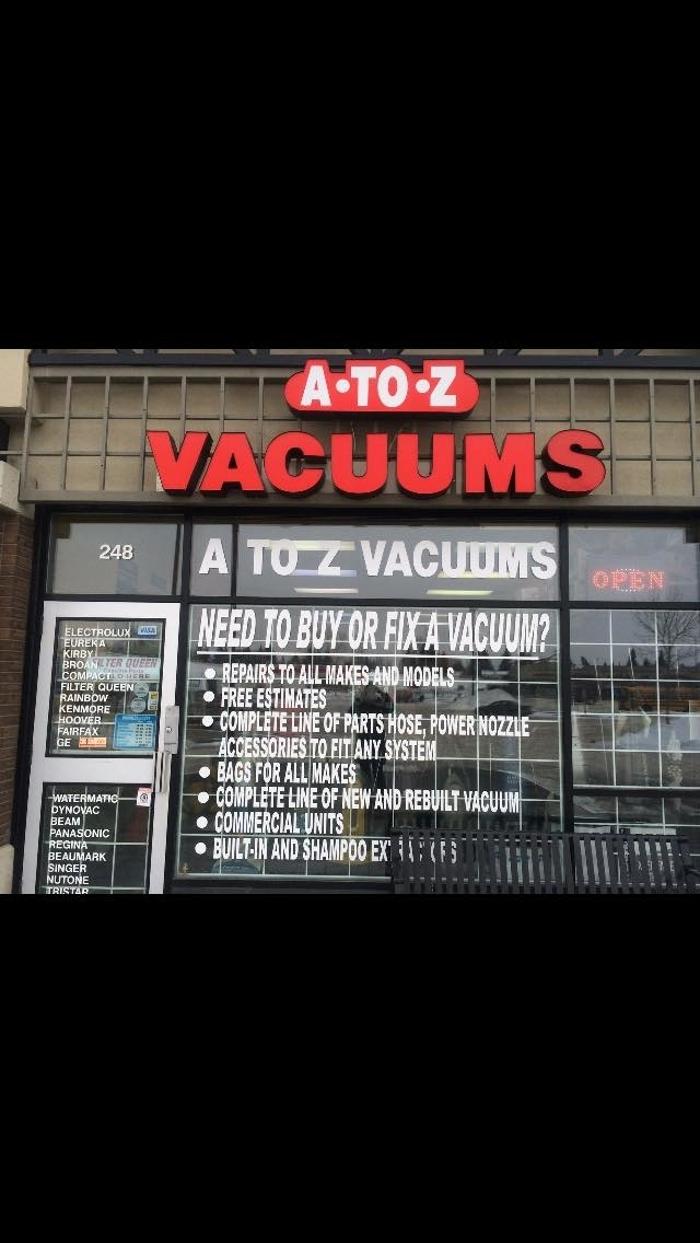 A•TO•Z
VACUUMS
248
A TO Z VACUUMS
OPEN
ELECTROLUX
VISA
EUREKA
KIRBY
BROAN
COMPACT
FILTER QUEEN
RAINBOW
KENMORE
HOOVER
FAIRFAX
GE
WATERMATIC
DYNOVAC
BEAM
PANASONIC
REGINA
BEAUMARK
SINGER
NUTONE
TRISTAR
NEED TO BUY OR FIX A VACUUM?
• REPAIRS TO ALL MAKES AND MODELS
• FREE ESTIMATES
• COMPLETE LINE OF PARTS HOSE, POWER NOZZLE
ACCESSORIES TO FIT ANY SYSTEM
• BAGS FOR ALL MAKES
• COMPLETE LINE OF NEW AND REBUILT VACUUM
• COMMERCIAL UNITS
• BUILT-IN AND SHAMPOO EXTRACTORS